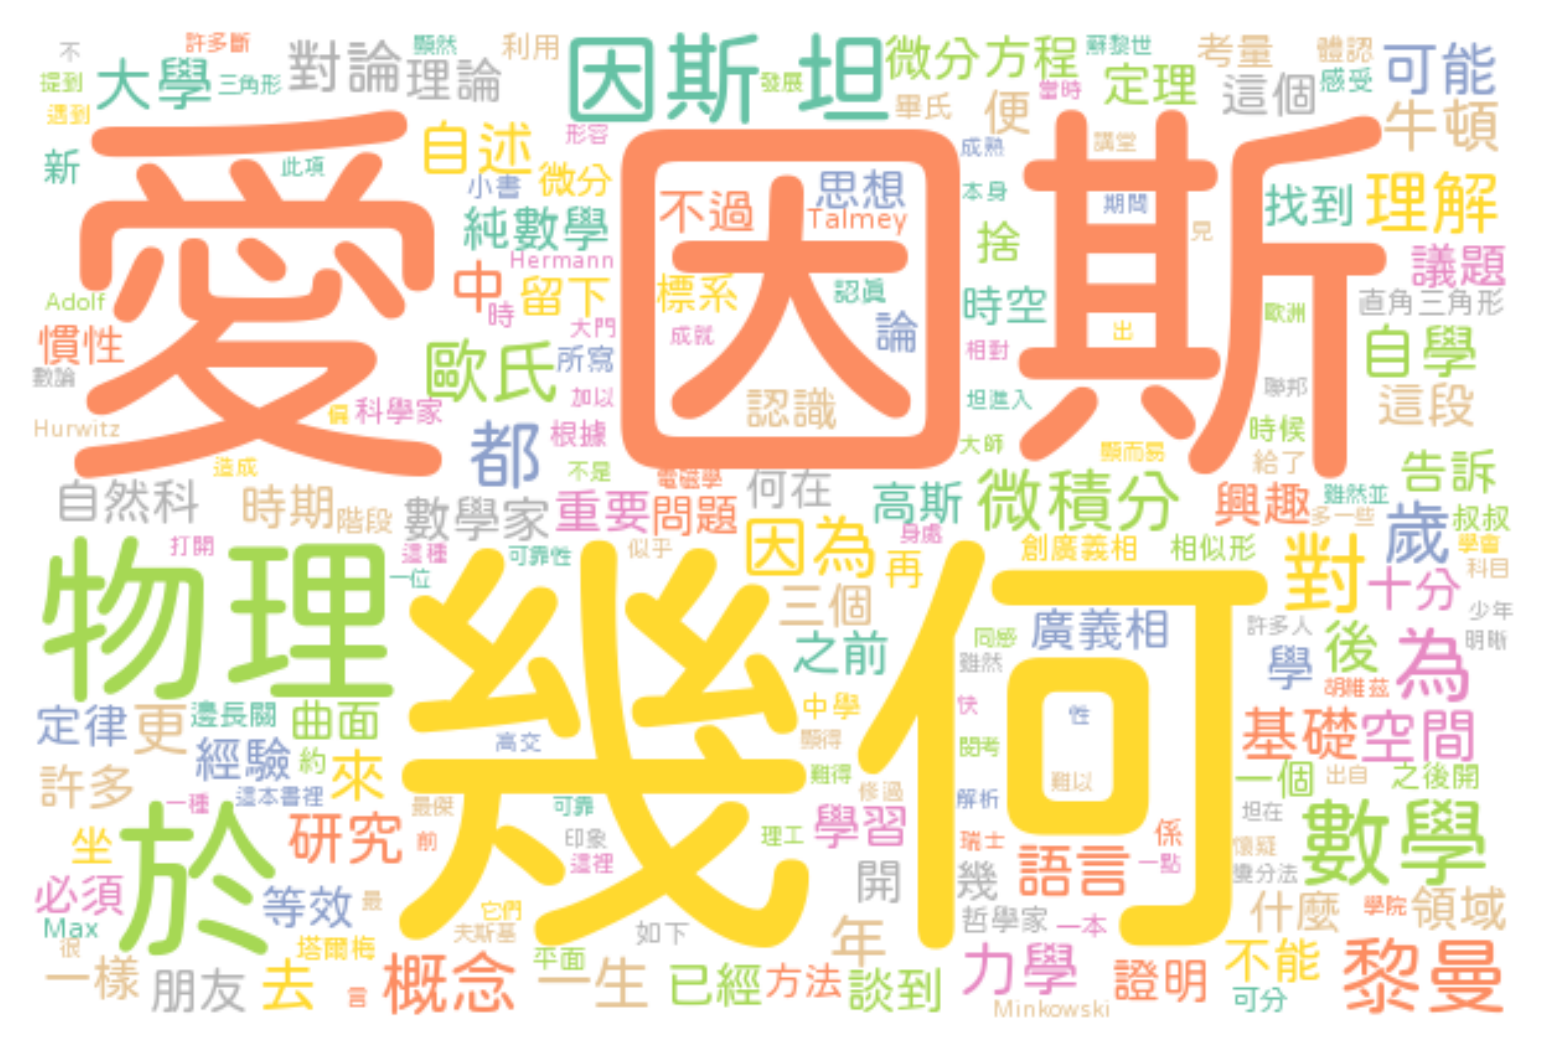 不 許多斷 對論 顯然 利用 因斯坦 微分方程 蘇黎世 考量 體認 可能
提到 大學 三角形 理論 發展 當時 定理 這個 感受
遇到 愛因斯 自述 形容 畢氏 便 講堂 牛頓
新 此項 小書 微分 不過 思想 成熟 本身 期間 找到 理解
純數學 Talmey 捨 見
Hermann 中 議題
Adolf 時 留下 標系 認真 時空 歐洲 直角三角形
慣性 大門 成就 論 出 自學
數論 歐氏 所寫 相對 聯邦
Hurwitz 偏 科學家 加以 認識 坦進入 這段
都 根據 大師 顯而易 時候
造成 不是 電磁學 何在 給了 告訴
自然科 時期 階段 數學家 重要 問題 高斯 微積分 興趣 雖然並 多一些 叔叔
打開 這種 可靠性 似乎 因為 身處 創廣義相 相似形 對 歲 學會
物理 一位 幾何 再 十分 科目
三個 廣義相 許多人 少年
之前 同感 雖然 學 後 為 明晰
定律 更 邊長關 曲面 中學 快 性 胡維茲 基礎 空間
經驗 約 來 高交 顯得 閔考
許多 一種 這本書裡 最傑 可靠 難得 修過 難以 解析 一個 出自 之後開
坐 於 研究 前 印象 理工 學習 瑞士 係 坦在 數學
這裡 語言 一點 懷疑 變分法
必須 等效 最 它們 開 幾 什麼 學院 領域
Max 夫斯基 如下 年 哲學家 一本
很 塔爾梅 平面 不能
一樣 朋友 去 言 概念 一生 已經 方法 談到 力學 證明 可分 黎曼
Minkowski